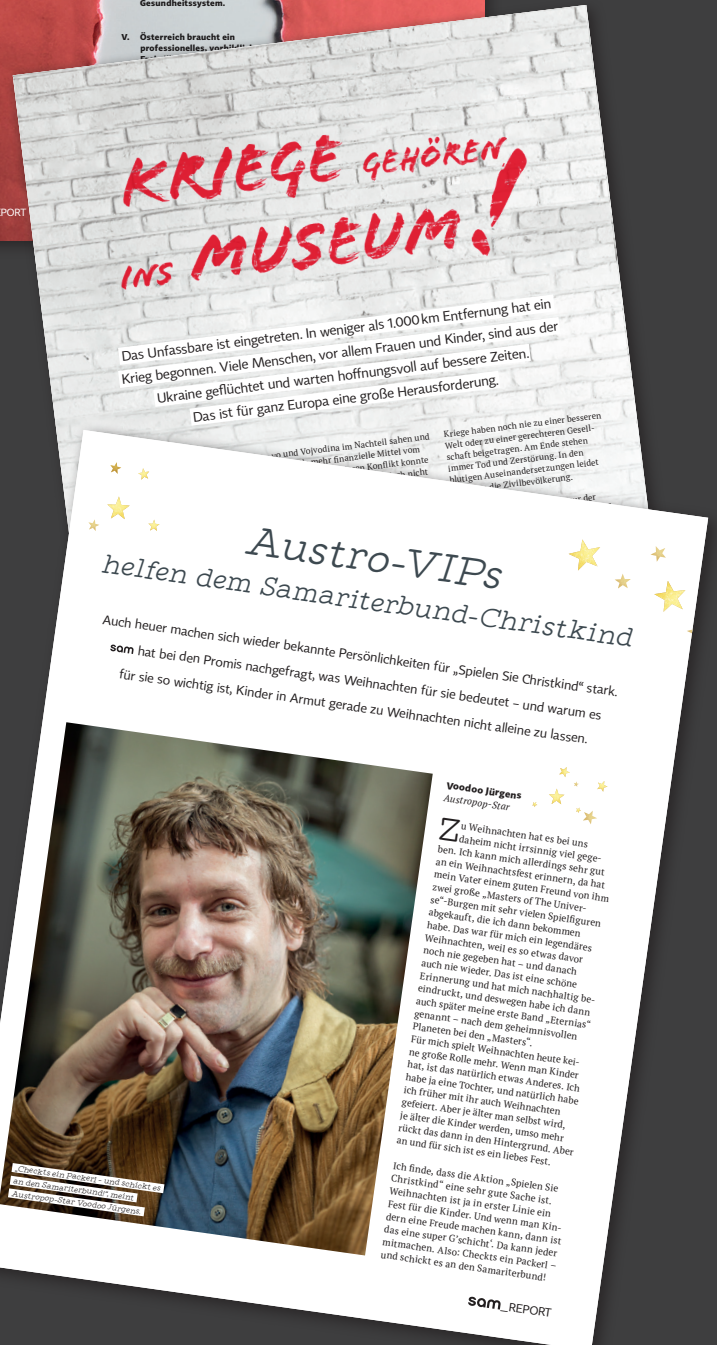 Gesundheitssystem.
V. Österreich braucht ein
professionelles, vorbildlich
PORT
KRIEGE GEHÖREN
INS MUSEUM!
Das Unfassbare ist eingetreten. In weniger als 1.000 km Entfernung hat ein
Krieg begonnen. Viele Menschen, vor allem Frauen und Kinder, sind aus der
Ukraine geflüchtet und warten hoffnungsvoll auf bessere Zeiten.
Das ist für ganz Europa eine große Herausforderung.
und Vojvodina im Nachteil sahen und
mehr finanzielle Mittel vom
Konflikt konnte
nicht
Kriege haben noch nie zu einer besseren
Welt oder zu einer gerechteren Gesell-
schaft beigetragen. Am Ende stehen
immer Tod und Zerstörung. In den
blutigen Auseinandersetzungen leidet
die Zivilbevölkerung.
der
Austro-VIPs
helfen dem Samariterbund-Christkind
Auch heuer machen sich wieder bekannte Persönlichkeiten für „Spielen Sie Christkind“ stark.
sam hat bei den Promis nachgefragt, was Weihnachten für sie bedeutet – und warum es
für sie so wichtig ist, Kinder in Armut gerade zu Weihnachten nicht alleine zu lassen.
Voodoo Jürgens
Austropop-Star
Zu Weihnachten hat es bei uns
daheim nicht irrsinnig viel gege-
ben. Ich kann mich allerdings sehr gut
an ein Weihnachtsfest erinnern, da hat
mein Vater einem guten Freund von ihm
zwei große „Masters of The Univer-
se“-Burgen mit sehr vielen Spielfiguren
abgekauft, die ich dann bekommen
habe. Das war für mich ein legendäres
Weihnachten, weil es so etwas davor
noch nie gegeben hat – und danach
auch nie wieder. Das ist eine schöne
Erinnerung und hat mich nachhaltig be-
eindruckt, und deswegen habe ich dann
auch später meine erste Band „Eternias“
genannt – nach dem geheimnisvollen
Planeten bei den „Masters“.
Für mich spielt Weihnachten heute kei-
ne große Rolle mehr. Wenn man Kinder
hat, ist das natürlich etwas Anderes. Ich
habe ja eine Tochter, und natürlich habe
ich früher mit ihr auch Weihnachten
gefeiert. Aber je älter man selbst wird,
je älter die Kinder werden, umso mehr
rückt das dann in den Hintergrund. Aber
an und für sich ist es ein liebes Fest.
Ich finde, dass die Aktion „Spielen Sie
Christkind“ eine sehr gute Sache ist.
Weihnachten ist ja in erster Linie ein
Fest für die Kinder. Und wenn man Kin-
dern eine Freude machen kann, dann ist
das eine super G’schicht’. Da kann jeder
mitmachen. Also: Checkts ein Packerl –
und schickt es an den Samariterbund!
„Checkts ein Packerl - und schickt es
an den Samariterbund!“, meint
Austropop-Star Voodoo Jürgens.
sam_REPORT